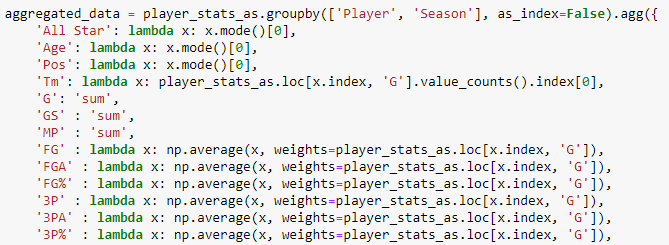 aggregated_data = player_stats_as.groupby(['Player', 'Season'], as_index=False).agg({
    'All Star': lambda x: x.mode()[0],
    'Age': lambda x: x.mode()[0],
    'Pos': lambda x: x.mode()[0],
    'Tm': lambda x: player_stats_as.loc[x.index, 'G'].value_counts().index[0],
    'G': 'sum',
    'GS' : 'sum',
    'MP' : 'sum',
    'FG' : lambda x: np.average(x, weights=player_stats_as.loc[x.index, 'G']),
    'FGA' : lambda x: np.average(x, weights=player_stats_as.loc[x.index, 'G']),
    'FG%' : lambda x: np.average(x, weights=player_stats_as.loc[x.index, 'G']),
    '3P' : lambda x: np.average(x, weights=player_stats_as.loc[x.index, 'G']),
    '3PA' : lambda x: np.average(x, weights=player_stats_as.loc[x.index, 'G']),
    '3P%' : lambda x: np.average(x, weights=player_stats_as.loc[x.index, 'G']),